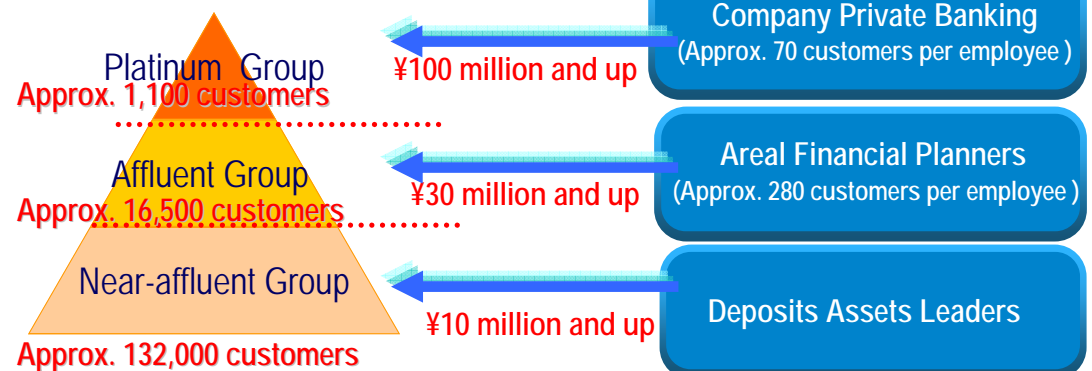 Platinum Group
Approx. 1,100 customers
¥100 million and up
Company Private Banking
(Approx. 70 customers per employee )
Affluent Group
Approx. 16,500 customers
¥30 million and up
Areal Financial Planners
(Approx. 280 customers per employee )
Near-affluent Group
Approx. 132,000 customers
¥10 million and up
Deposits Assets Leaders